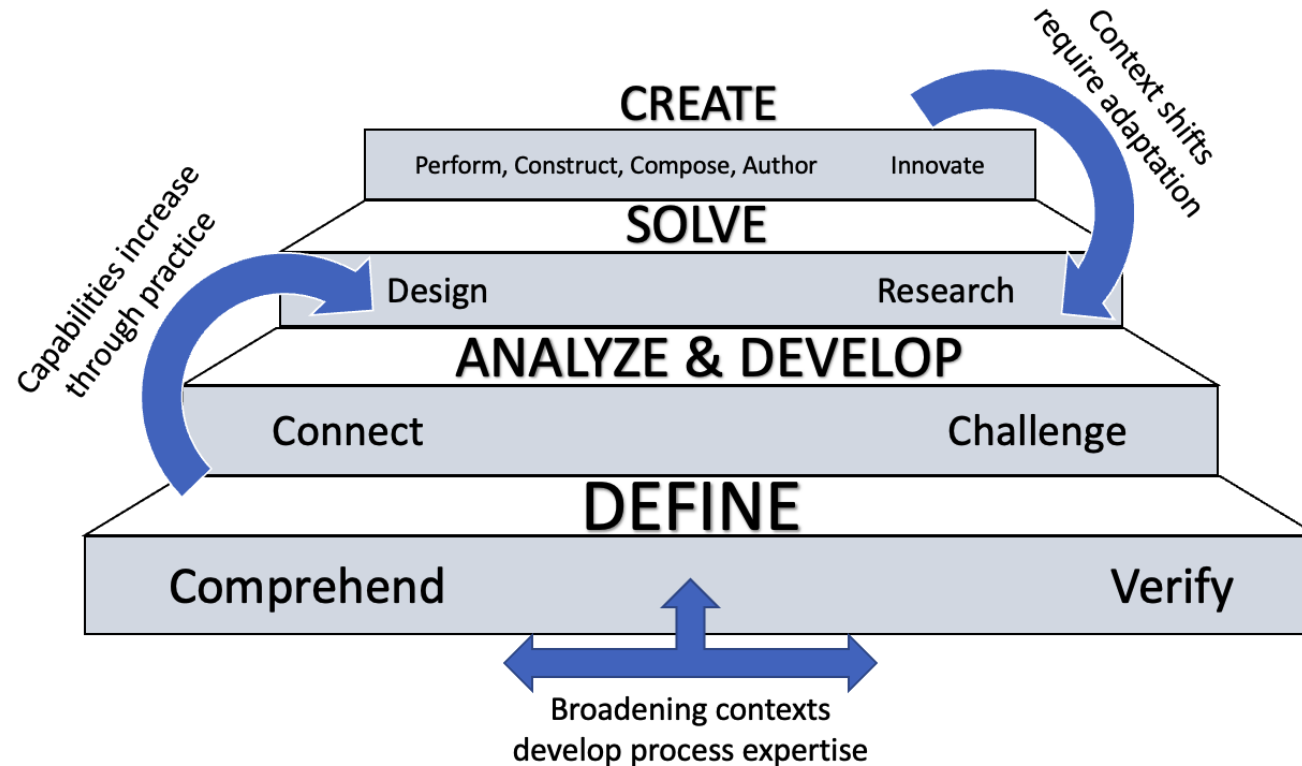 CREATE
Perform, Construct, Compose, Author Innovate
Context shifts
require adaptation
SOLVE
Design Research
Capabilities increase
through practice
ANALYZE & DEVELOP
Connect Challenge
DEFINE
Comprehend Verify
Broadening contexts
develop process expertise